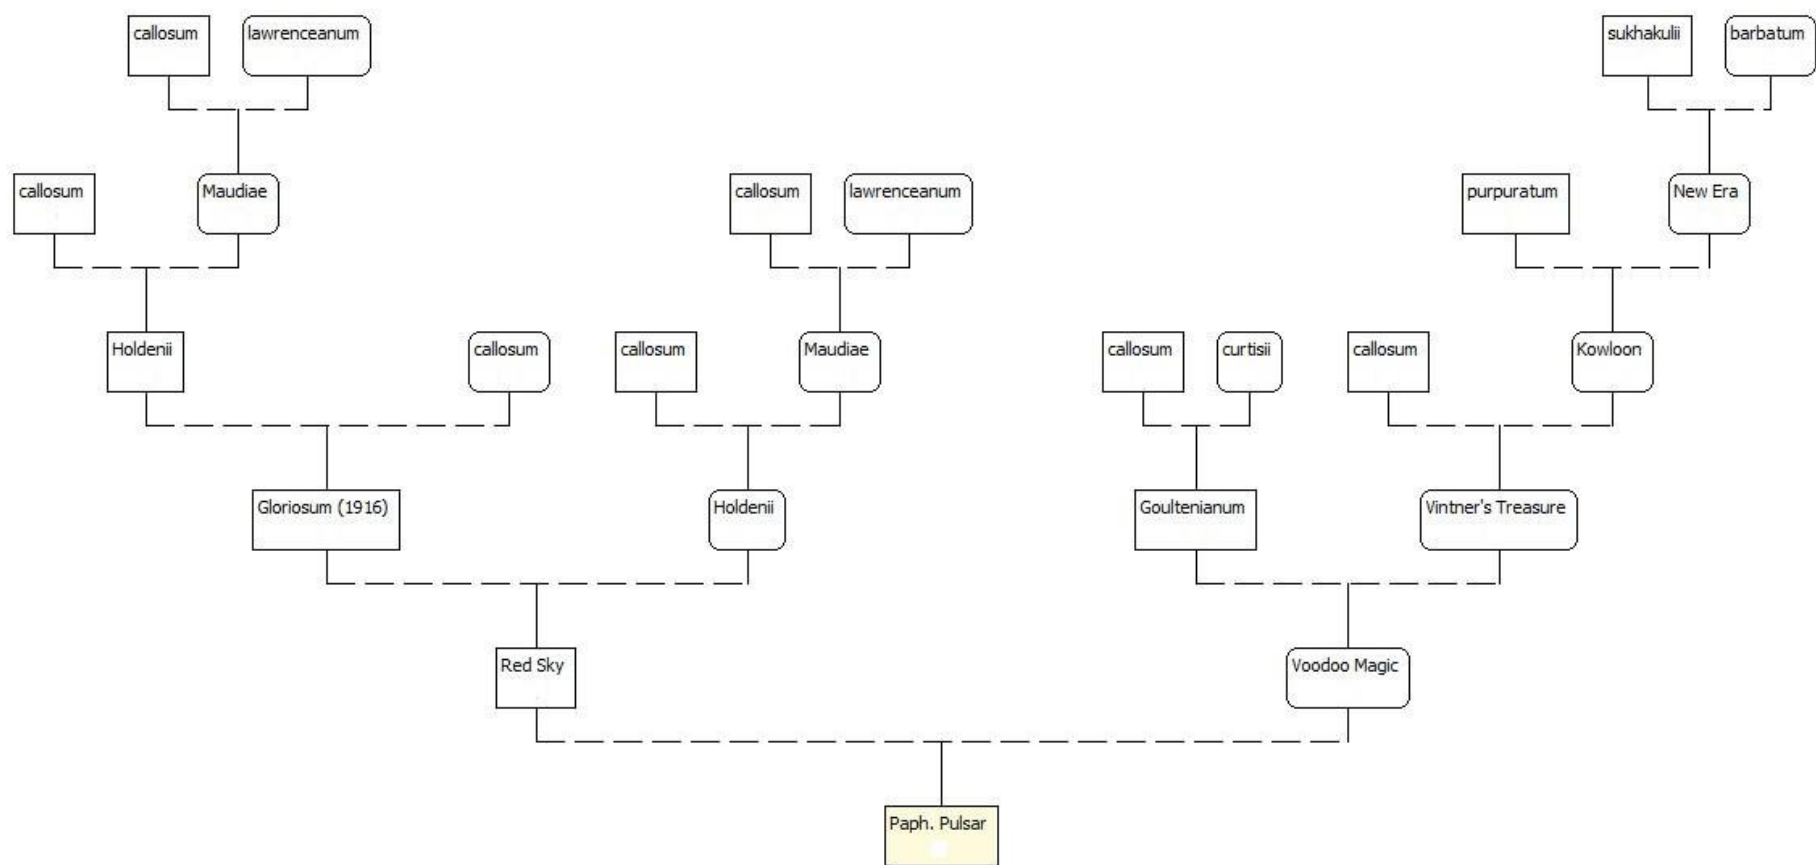 callosum
lawrenceanum
sukhakulii
barbatum
callosum
Maudiae
callosum
lawrenceanum
purpuratum
New Era
Holdenii
callosum
callosum
Maudiae
callosum
curtisii
callosum
Kowloon
Gloriosum (1916)
Holdenii
Goultenianum
Vintner's Treasure
Red Sky
Voodoo Magic
Paph. Pulsar